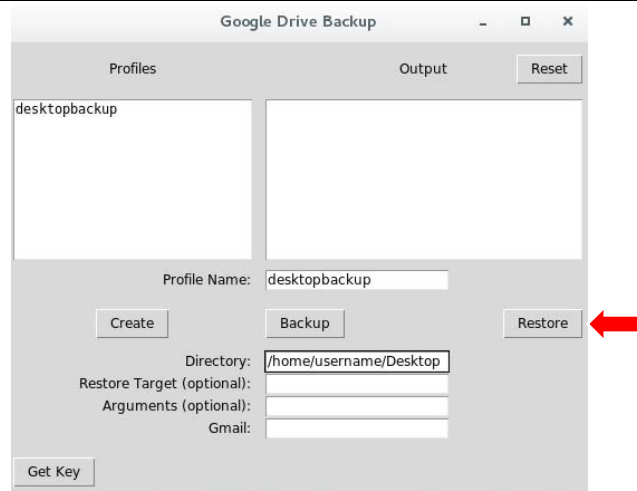 Google Drive Backup
Profiles Output Reset
desktopbackup
Profile Name: desktopbackup
Create Backup Restore
Directory: /home/username/Desktop
Restore Target (optional):
Arguments (optional):
Gmail:
Get Key